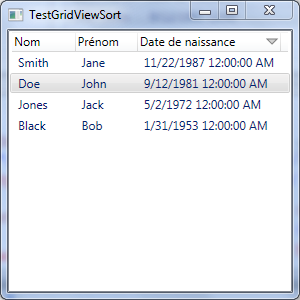 TestGridViewSort
Nom Prénom Date de naissance
Smith Jane 11/22/1987 12:00:00 AM
Doe John 9/12/1981 12:00:00 AM
Jones Jack 5/2/1972 12:00:00 AM
Black Bob 1/31/1953 12:00:00 AM